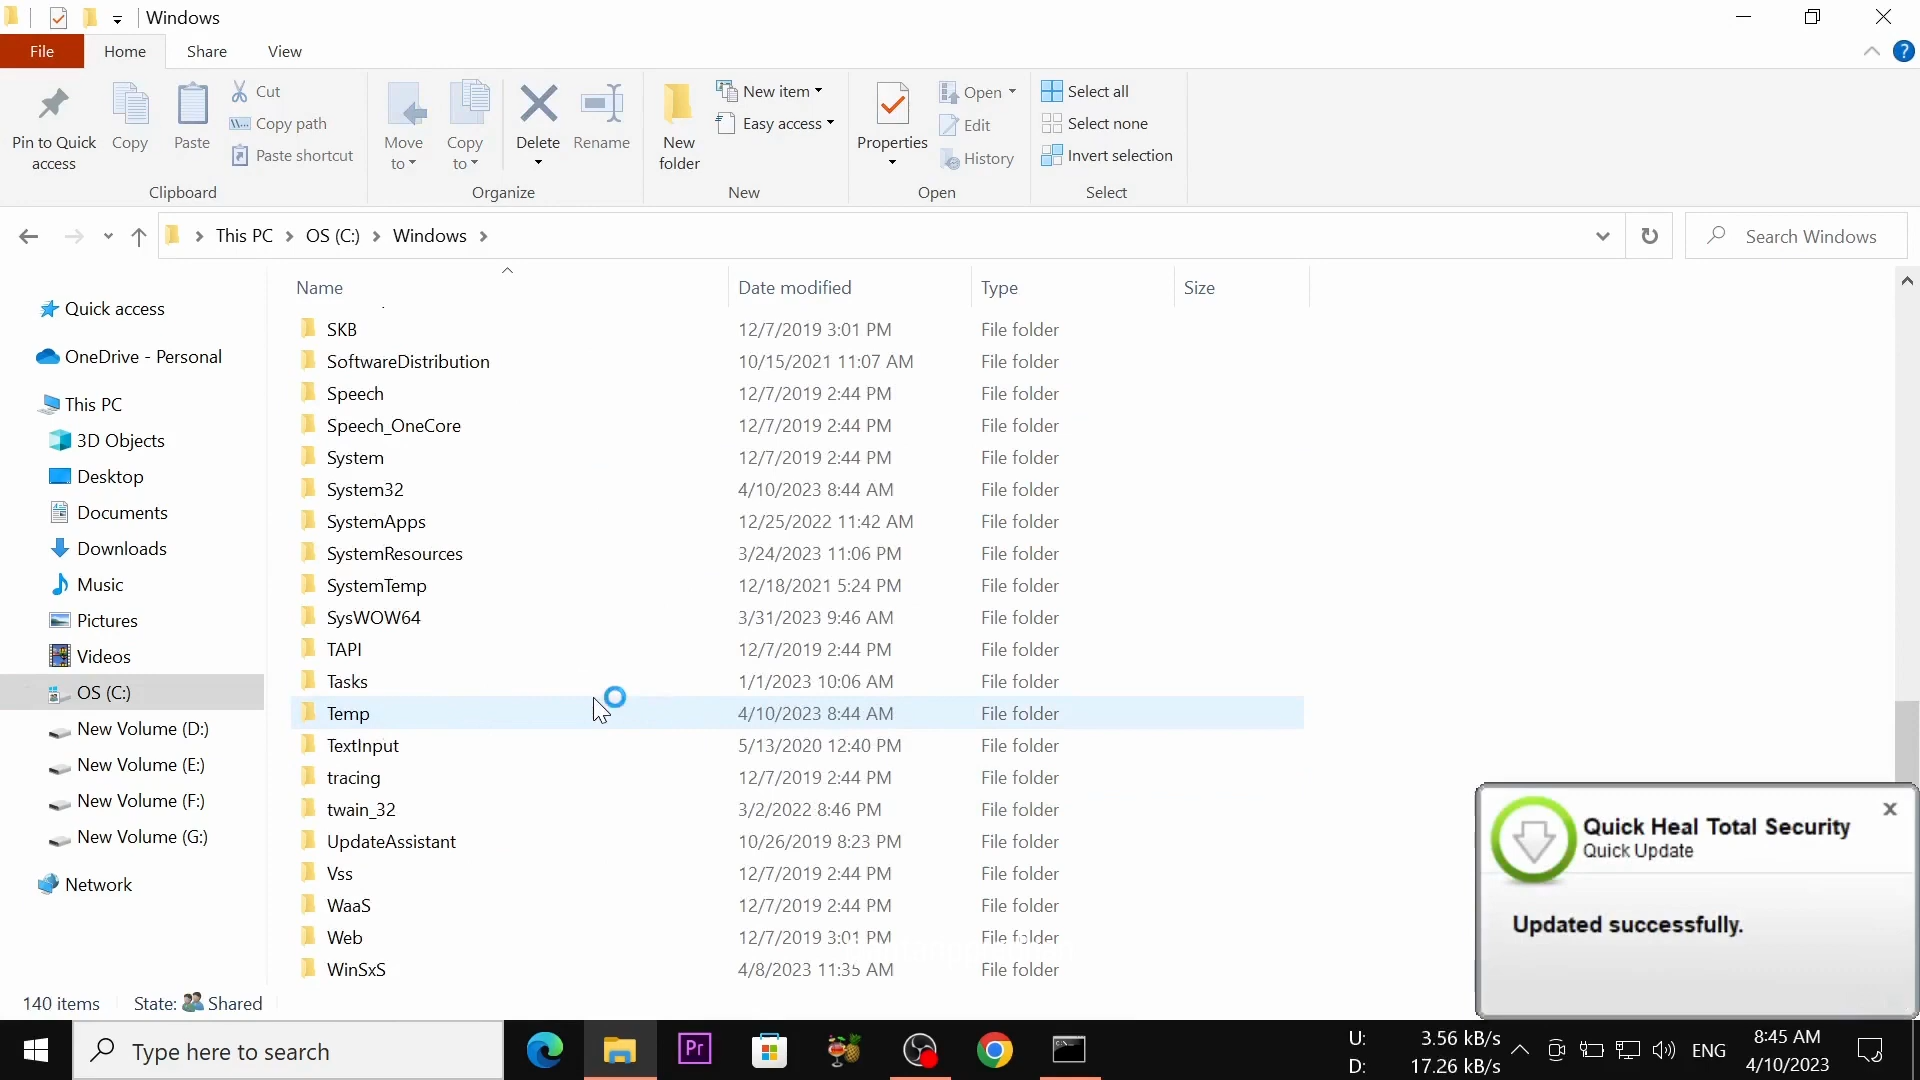 Windows
File
Home
Share
View
Pin to Quick access
Copy
Paste
Cut
Copy path
Paste shortcut
Clipboard
Move to
Copy to
Delete
Rename
Organize
New folder
New item
Easy access
New
Properties
Open
Edit
History
Open
Select all
Select none
Invert selection
Select
This PC
OS (C:)
Windows
Search Windows
Quick access
OneDrive - Personal
This PC
3D Objects
Desktop
Documents
Downloads
Music
Pictures
Videos
OS (C:)
New Volume (D:)
New Volume (E:)
New Volume (F:)
New Volume (G:)
Network
Name Date modified Type Size
SKB 12/7/2019 3:01 PM File folder
SoftwareDistribution 10/15/2021 11:07 AM File folder
Speech 12/7/2019 2:44 PM File folder
Speech_OneCore 12/7/2019 2:44 PM File folder
System 12/7/2019 2:44 PM File folder
System32 4/10/2023 8:44 AM File folder
SystemApps 12/25/2022 11:42 AM File folder
SystemResources 3/24/2023 11:06 PM File folder
SystemTemp 12/18/2021 5:24 PM File folder
SysWOW64 3/31/2023 9:46 AM File folder
TAPI 12/7/2019 2:44 PM File folder
Tasks 1/1/2023 10:06 AM File folder
Temp 4/10/2023 8:44 AM File folder
TextInput 5/13/2020 12:40 PM File folder
tracing 12/7/2019 2:44 PM File folder
twain_32 3/2/2022 8:46 PM File folder
UpdateAssistant 10/26/2019 8:23 PM File folder
Vss 12/7/2019 2:44 PM File folder
WaaS 12/7/2019 2:44 PM File folder
Web 12/7/2019 3:01 PM File folder
WinSxS 4/8/2023 11:35 AM File folder
Quick Heal Total Security
Quick Update
Updated successfully.
140 items State: Shared
Type here to search
Pr
U: 3.56 kB/s
D: 17.26 kB/s
ENG
8:45 AM
4/10/2023